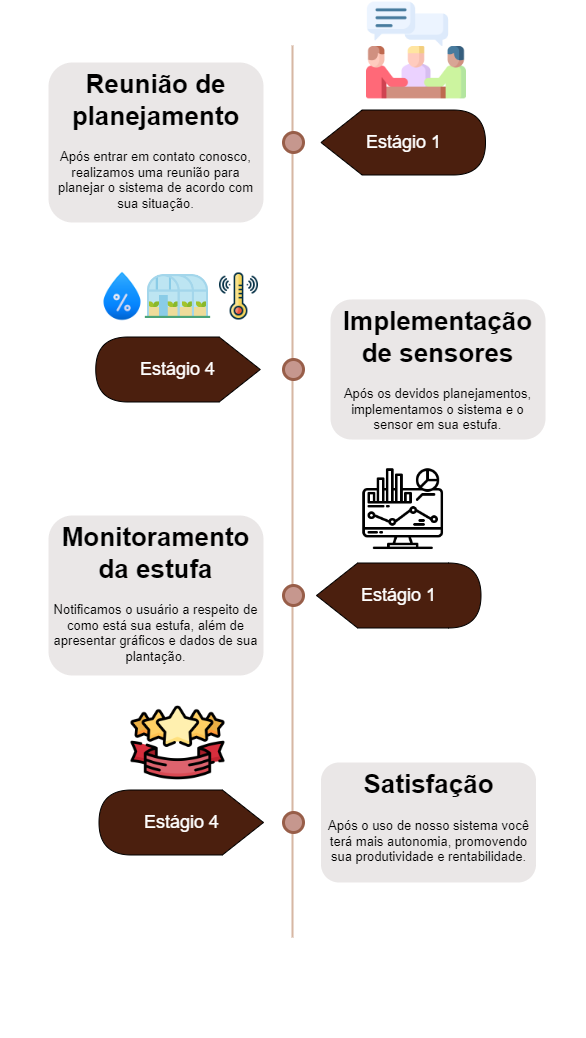 Reunião de
planejamento
Após entrar em contato conosco,
realizamos uma reunião para
planejar o sistema de acordo com
sua situação.
Estágio 1
%
Estágio 4
Implementação
de sensores
Após os devidos planejamentos,
implementamos o sistema e o
sensor em sua estufa.
Monitoramento
da estufa
Notificamos o usuário a respeito de
como está sua estufa, além de
apresentar gráficos e dados de sua
plantação.
Estágio 1
Estágio 4
Satisfação
Após o uso de nosso sistema você
terá mais autonomia, promovendo
sua produtividade e rentabilidade.